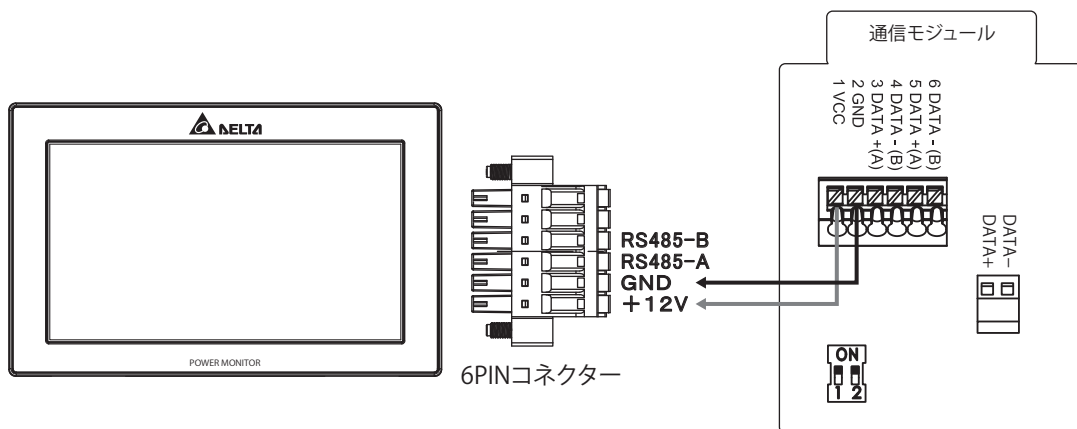 通信モジュール
1 VCC
2 GND
3 DATA +(A)
4 DATA - (B)
5 DATA +(A)
6 DATA - (B)
DELTA
RS485-B
RS485-A
GND
+12V
DATA-
DATA+
POWER MONITOR
6PINコネクター
ON
1 2